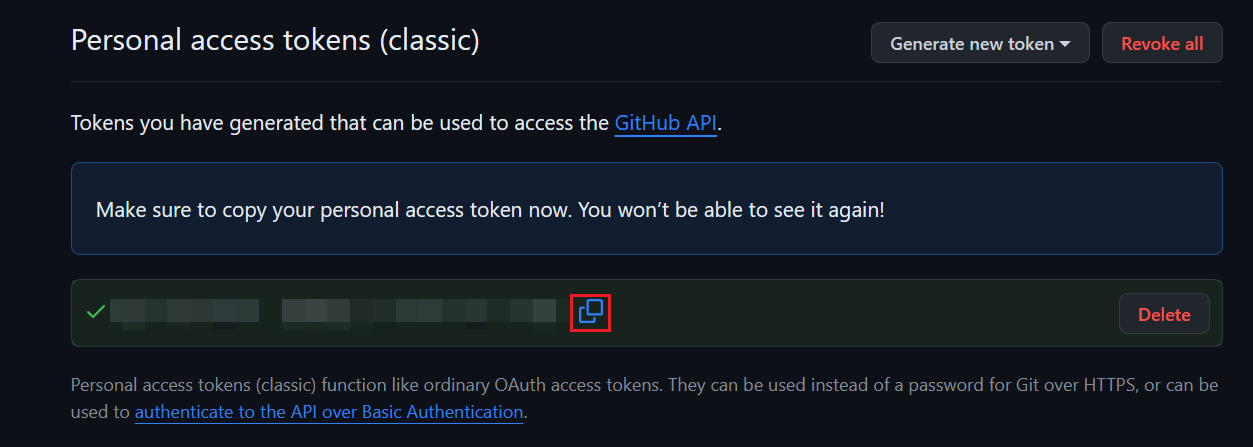 Personal access tokens (classic)
Generate new token
Revoke all
Tokens you have generated that can be used to access the GitHub API.
Make sure to copy your personal access token now. You won’t be able to see it again!
Delete
Personal access tokens (classic) function like ordinary OAuth access tokens. They can be used instead of a password for Git over HTTPS, or can be
used to authenticate to the API over Basic Authentication.